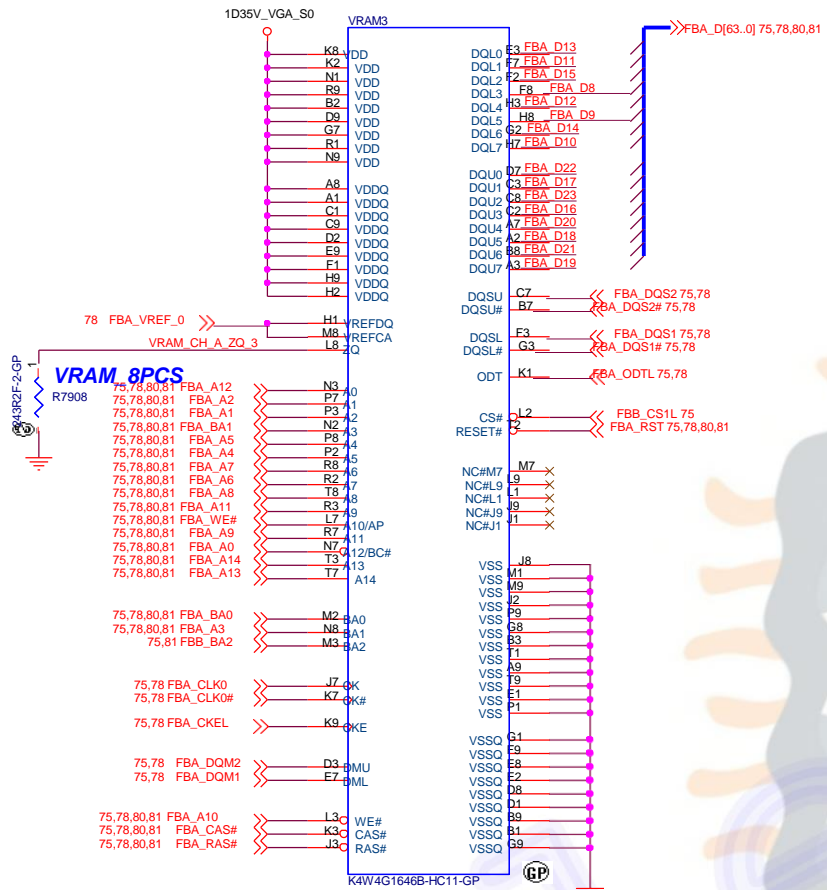 1D35V_VGA_S0
VRAM3
FBA_D[63..0] 75,78,80,81
K8 VDD
K2 VDD
N1 VDD
R9 VDD
B2 VDD
D9 VDD
G7 VDD
R1 VDD
N9 VDD
A8 VDDQ
A1 VDDQ
C1 VDDQ
C9 VDDQ
D2 VDDQ
E9 VDDQ
F1 VDDQ
H9 VDDQ
H2 VDDQ
78 FBA_VREF_0
H1 VREFDQ
M8 VREFCA
VRAM_CH_A_ZQ_3 L8 ZQ
1
VRAM_8PCS
R7908
243R2F-2-GP
75,78,80,81 FBA_A12 N3 A0
75,78,80,81 FBA_A2 P7 A1
75,78,80,81 FBA_A1 P3 A2
75,78,80,81 FBA_BA1 N2 A3
75,78,80,81 FBA_A5 P8 A4
75,78,80,81 FBA_A4 P2 A5
75,78,80,81 FBA_A7 R8 A6
75,78,80,81 FBA_A6 R2 A7
75,78,80,81 FBA_A8 T8 A8
75,78,80,81 FBA_A11 R3 A9
75,78,80,81 FBA_WE# L7 A10/AP
75,78,80,81 FBA_A9 R7 A11
75,78,80,81 FBA_A0 N7 A12/BC#
75,78,80,81 FBA_A14 T3 A13
75,78,80,81 FBA_A13 T7 A14
75,78,80,81 FBA_BA0 M2 BA0
75,78,80,81 FBA_A3 N8 BA1
75,81 FBB_BA2 M3 BA2
75,78 FBA_CLK0 J7 CK
75,78 FBA_CLK0# K7 CK#
75,78 FBA_CKEL K9 CKE
75,78 FBA_DQM2 D3 DMU
75,78 FBA_DQM1 E7 DML
75,78,80,81 FBA_A10 L3 WE#
75,78,80,81 FBA_CAS# K3 CAS#
75,78,80,81 FBA_RAS# J3 RAS#
DQL0 E3 FBA_D13
DQL1 F7 FBA_D11
DQL2 F2 FBA_D15
DQL3 F8 FBA_D8
DQL4 H3 FBA_D12
DQL5 H8 FBA_D9
DQL6 G2 FBA_D14
DQL7 H7 FBA_D10
DQU0 D7 FBA_D22
DQU1 C3 FBA_D17
DQU2 C8 FBA_D23
DQU3 C2 FBA_D16
DQU4 A7 FBA_D20
DQU5 A2 FBA_D18
DQU6 B8 FBA_D21
DQU7 A3 FBA_D19
DQSU C7 FBA_DQS2 75,78
DQSU# B7 FBA_DQS2# 75,78
DQSL F3 FBA_DQS1 75,78
DQSL# G3 FBA_DQS1# 75,78
ODT K1 FBA_ODTL 75,78
CS# L2 FBB_CS1L 75
RESET# T2 FBA_RST 75,78,80,81
NC#M7 M7
NC#L9 L9
NC#L1 L1
NC#J9 J9
NC#J1 J1
VSS J8
VSS M1
VSS M9
VSS J2
VSS P9
VSS G8
VSS B3
VSS T1
VSS A9
VSS T9
VSS E1
VSS P1
VSSQ G1
VSSQ F9
VSSQ E8
VSSQ E2
VSSQ D8
VSSQ D1
VSSQ B9
VSSQ B1
VSSQ G9
K4W4G1646B-HC11-GP
GP